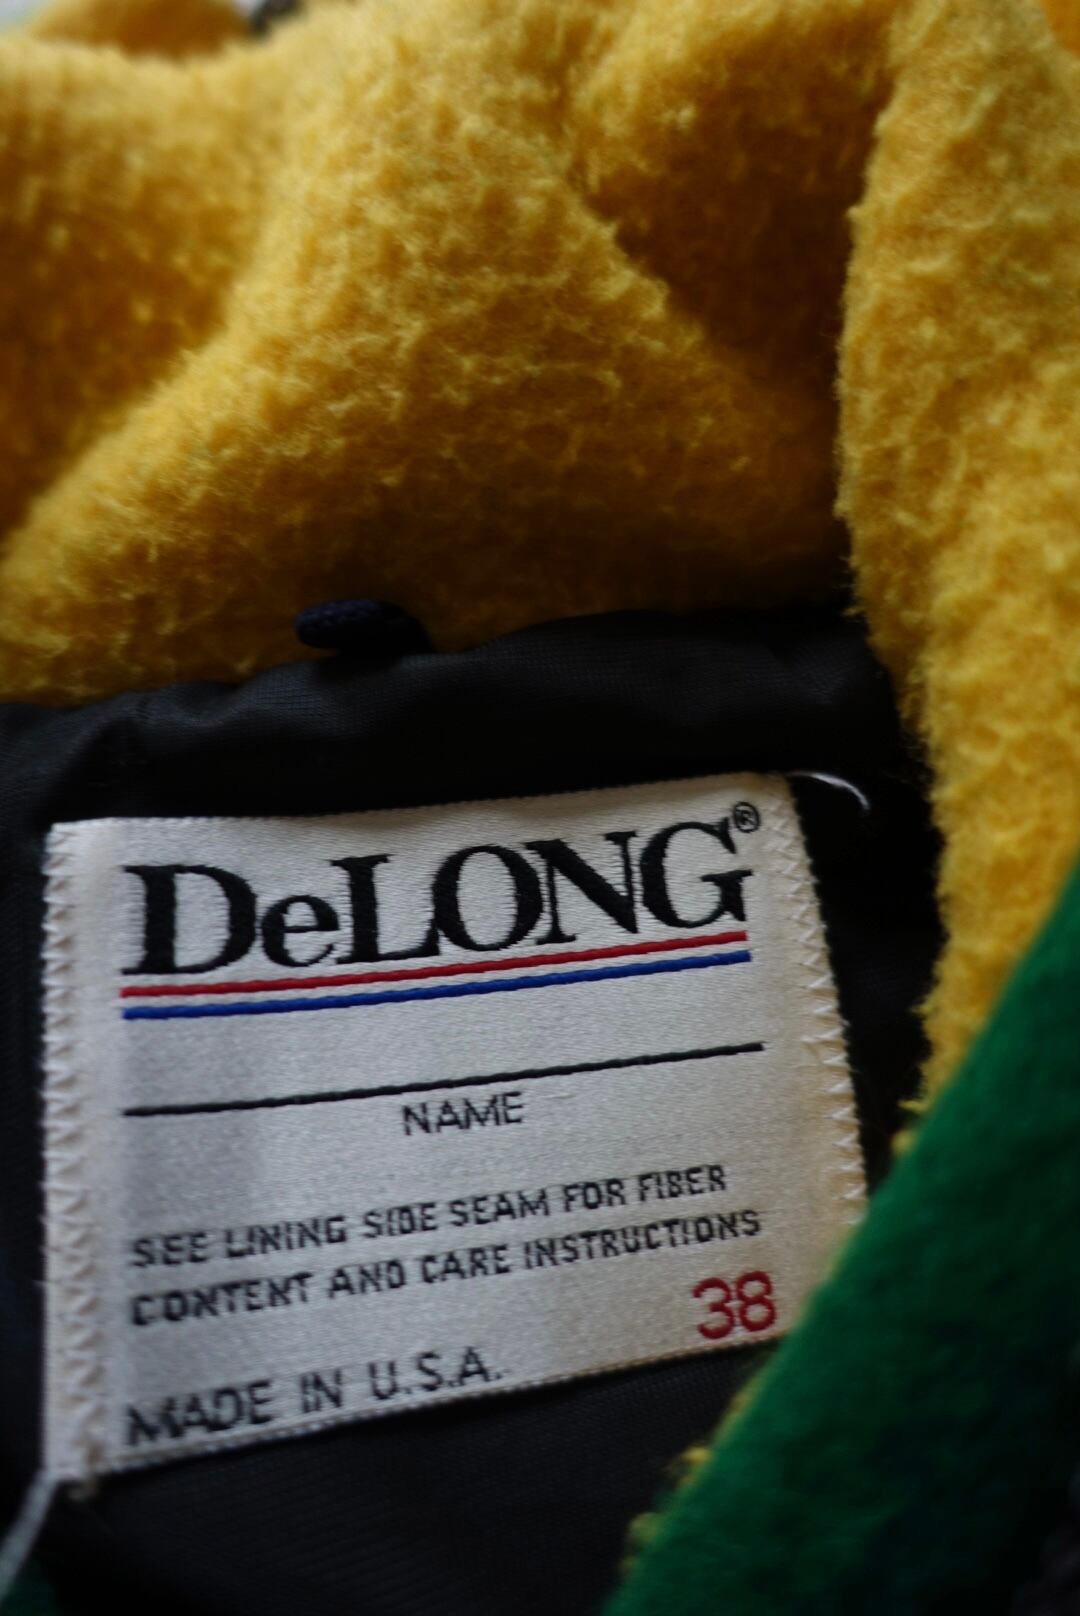 DeLONG®
NAME
SEE LINING SIDE SEAM FOR FIBER
CONTENT AND CARE INSTRUCTIONS
38
MADE IN U.S.A.